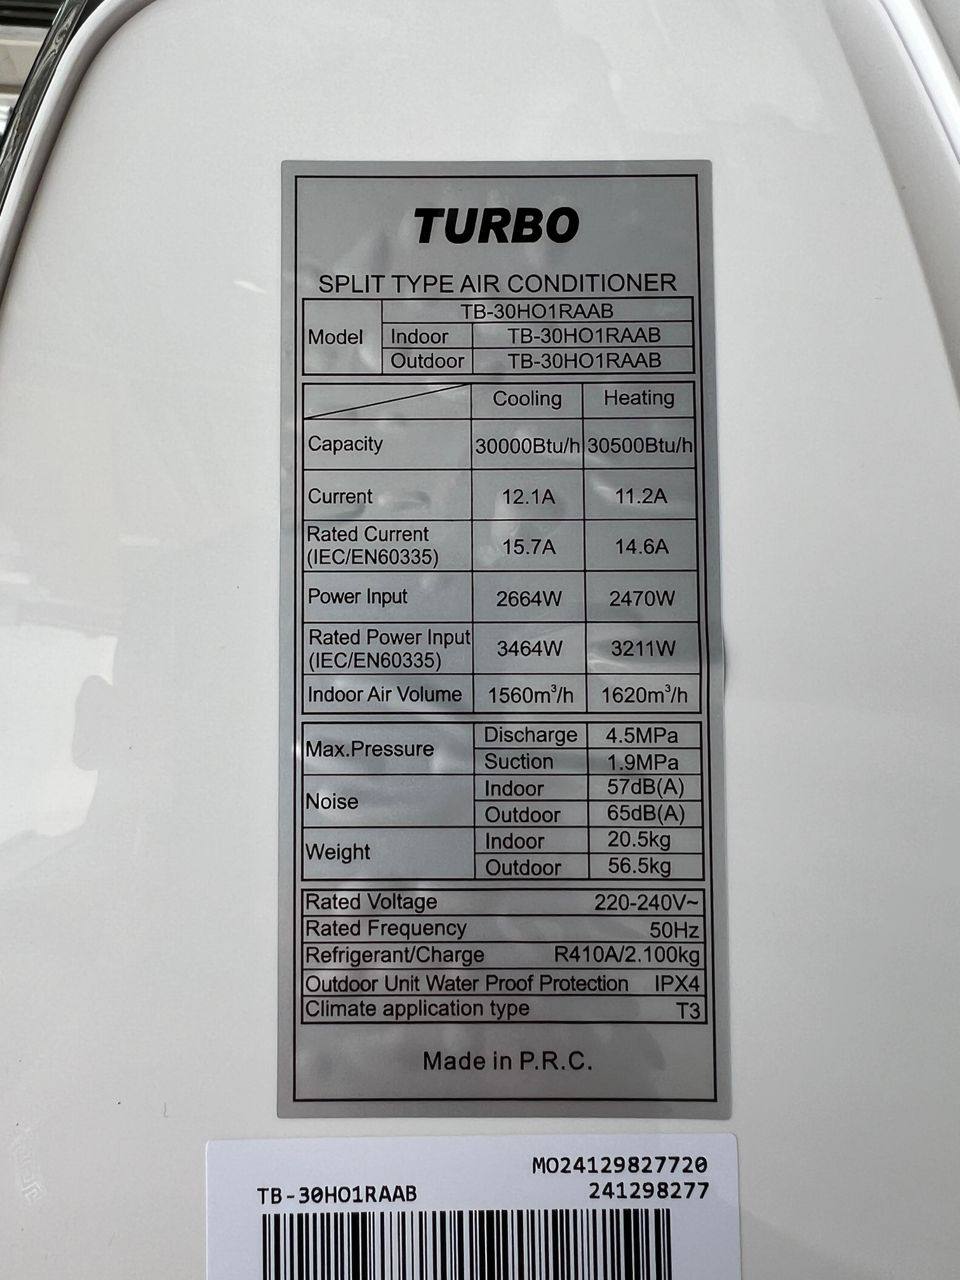 TURBO
SPLIT TYPE AIR CONDITIONER
Model TB-30HO1RAAB
Indoor TB-30HO1RAAB
Outdoor TB-30HO1RAAB
Cooling Heating
Capacity 30000Btu/h 30500Btu/h
Current 12.1A 11.2A
Rated Current (IEC/EN60335) 15.7A 14.6A
Power Input 2664W 2470W
Rated Power Input (IEC/EN60335) 3464W 3211W
Indoor Air Volume 1560m³/h 1620m³/h
Max.Pressure Discharge 4.5MPa
Suction 1.9MPa
Noise Indoor 57dB(A)
Outdoor 65dB(A)
Weight Indoor 20.5kg
Outdoor 56.5kg
Rated Voltage 220-240V~
Rated Frequency 50Hz
Refrigerant/Charge R410A/2.100kg
Outdoor Unit Water Proof Protection IPX4
Climate application type T3
Made in P.R.C.
MO24129827720
TB-30HO1RAAB 241298277